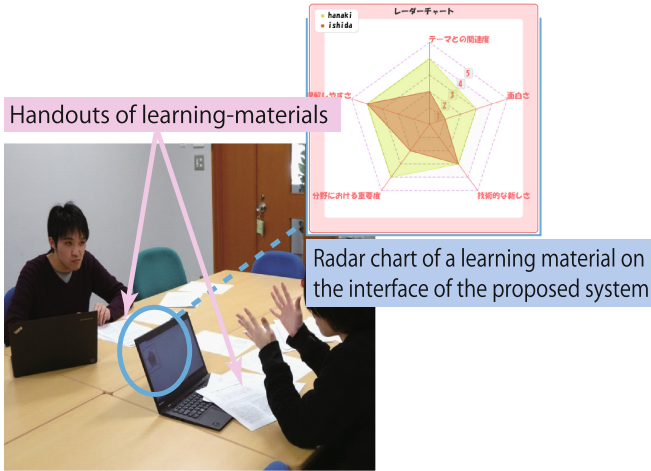 レーダーチャート
hanaki
ishida
テーマとの関連度
面白さ
技術的な新しさ
分野における重要度
理解しやすさ
5
4
3
2
Handouts of learning-materials
Radar chart of a learning material on
the interface of the proposed system